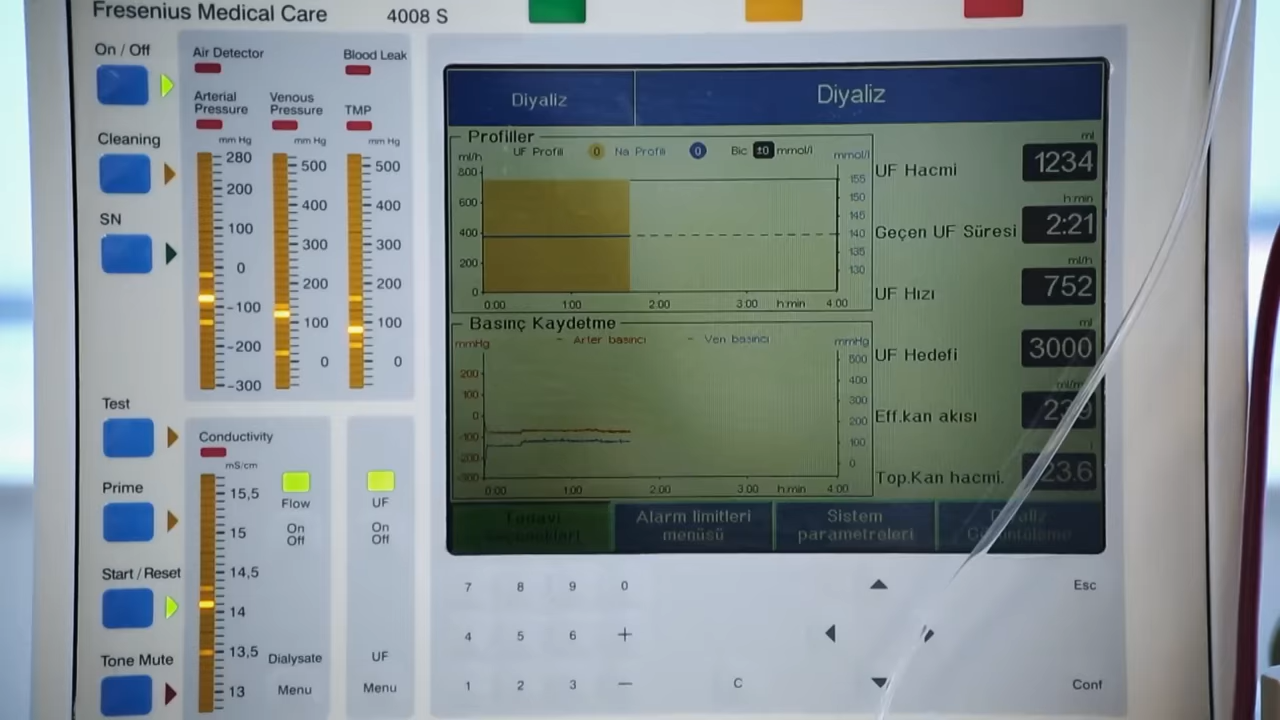 Fresenius Medical Care
4008 S
On / Off
Cleaning
SN
Test
Prime
Start / Reset
Tone Mute
Air Detector
Blood Leak
Arterial Pressure
Venous Pressure
TMP
mm Hg
mm Hg
mm Hg
280
200
100
0
-100
-200
-300
500
400
300
200
100
0
500
400
300
200
100
0
Conductivity
mS/cm
15,5
15
14,5
14
13,5
13
Flow
On
Off
Dialysate
Menu
UF
On
Off
UF
Menu
Diyaliz
Diyaliz
Profiller
ml/h
UF Profili 0 Na Profili 0 Bic ±0 mmol/l
mmol/l
800
600
400
200
0
155
150
145
140
135
130
0:00 1:00 2:00 3:00 h:min 4:00
Basınç Kaydetme
mmHg
- Arter basıncı - Ven basıncı
mmHg
200
100
0
-100
-200
-300
500
400
300
200
100
0
0:00 1:00 2:00 3:00 h:min 4:00
ml
UF Hacmi 1234
h:min
Geçen UF Süresi 2:21
ml/h
UF Hızı 752
ml
UF Hedefi 3000
Eff.kan akısı
Top.Kan hacmi. 23.6
Alarm limitleri menüsü
Sistem parametreleri
7 8 9 0
4 5 6 +
1 2 3 − C
Esc
Conf